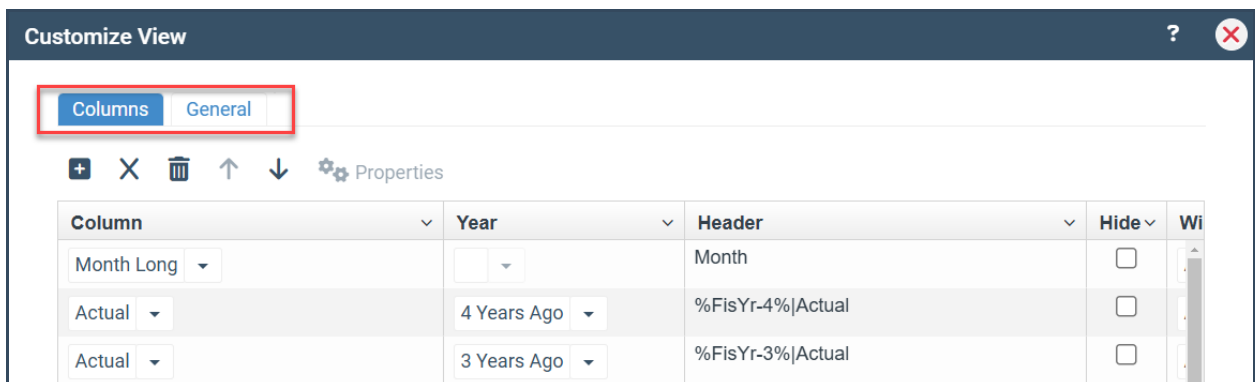 Customize View ?
Columns General
Properties
Column Year Header Hide Wi
Month Long Month
Actual 4 Years Ago %FisYr-4%|Actual
Actual 3 Years Ago %FisYr-3%|Actual